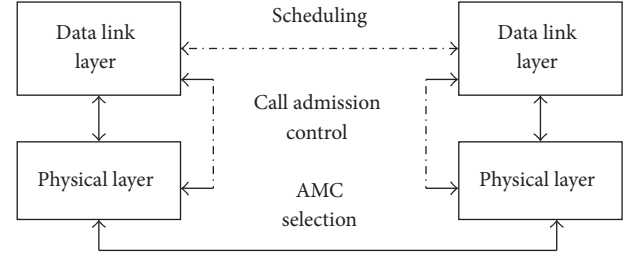 Scheduling
Data link
layer
Data link
layer
Call admission
control
Physical layer
Physical layer
AMC
selection